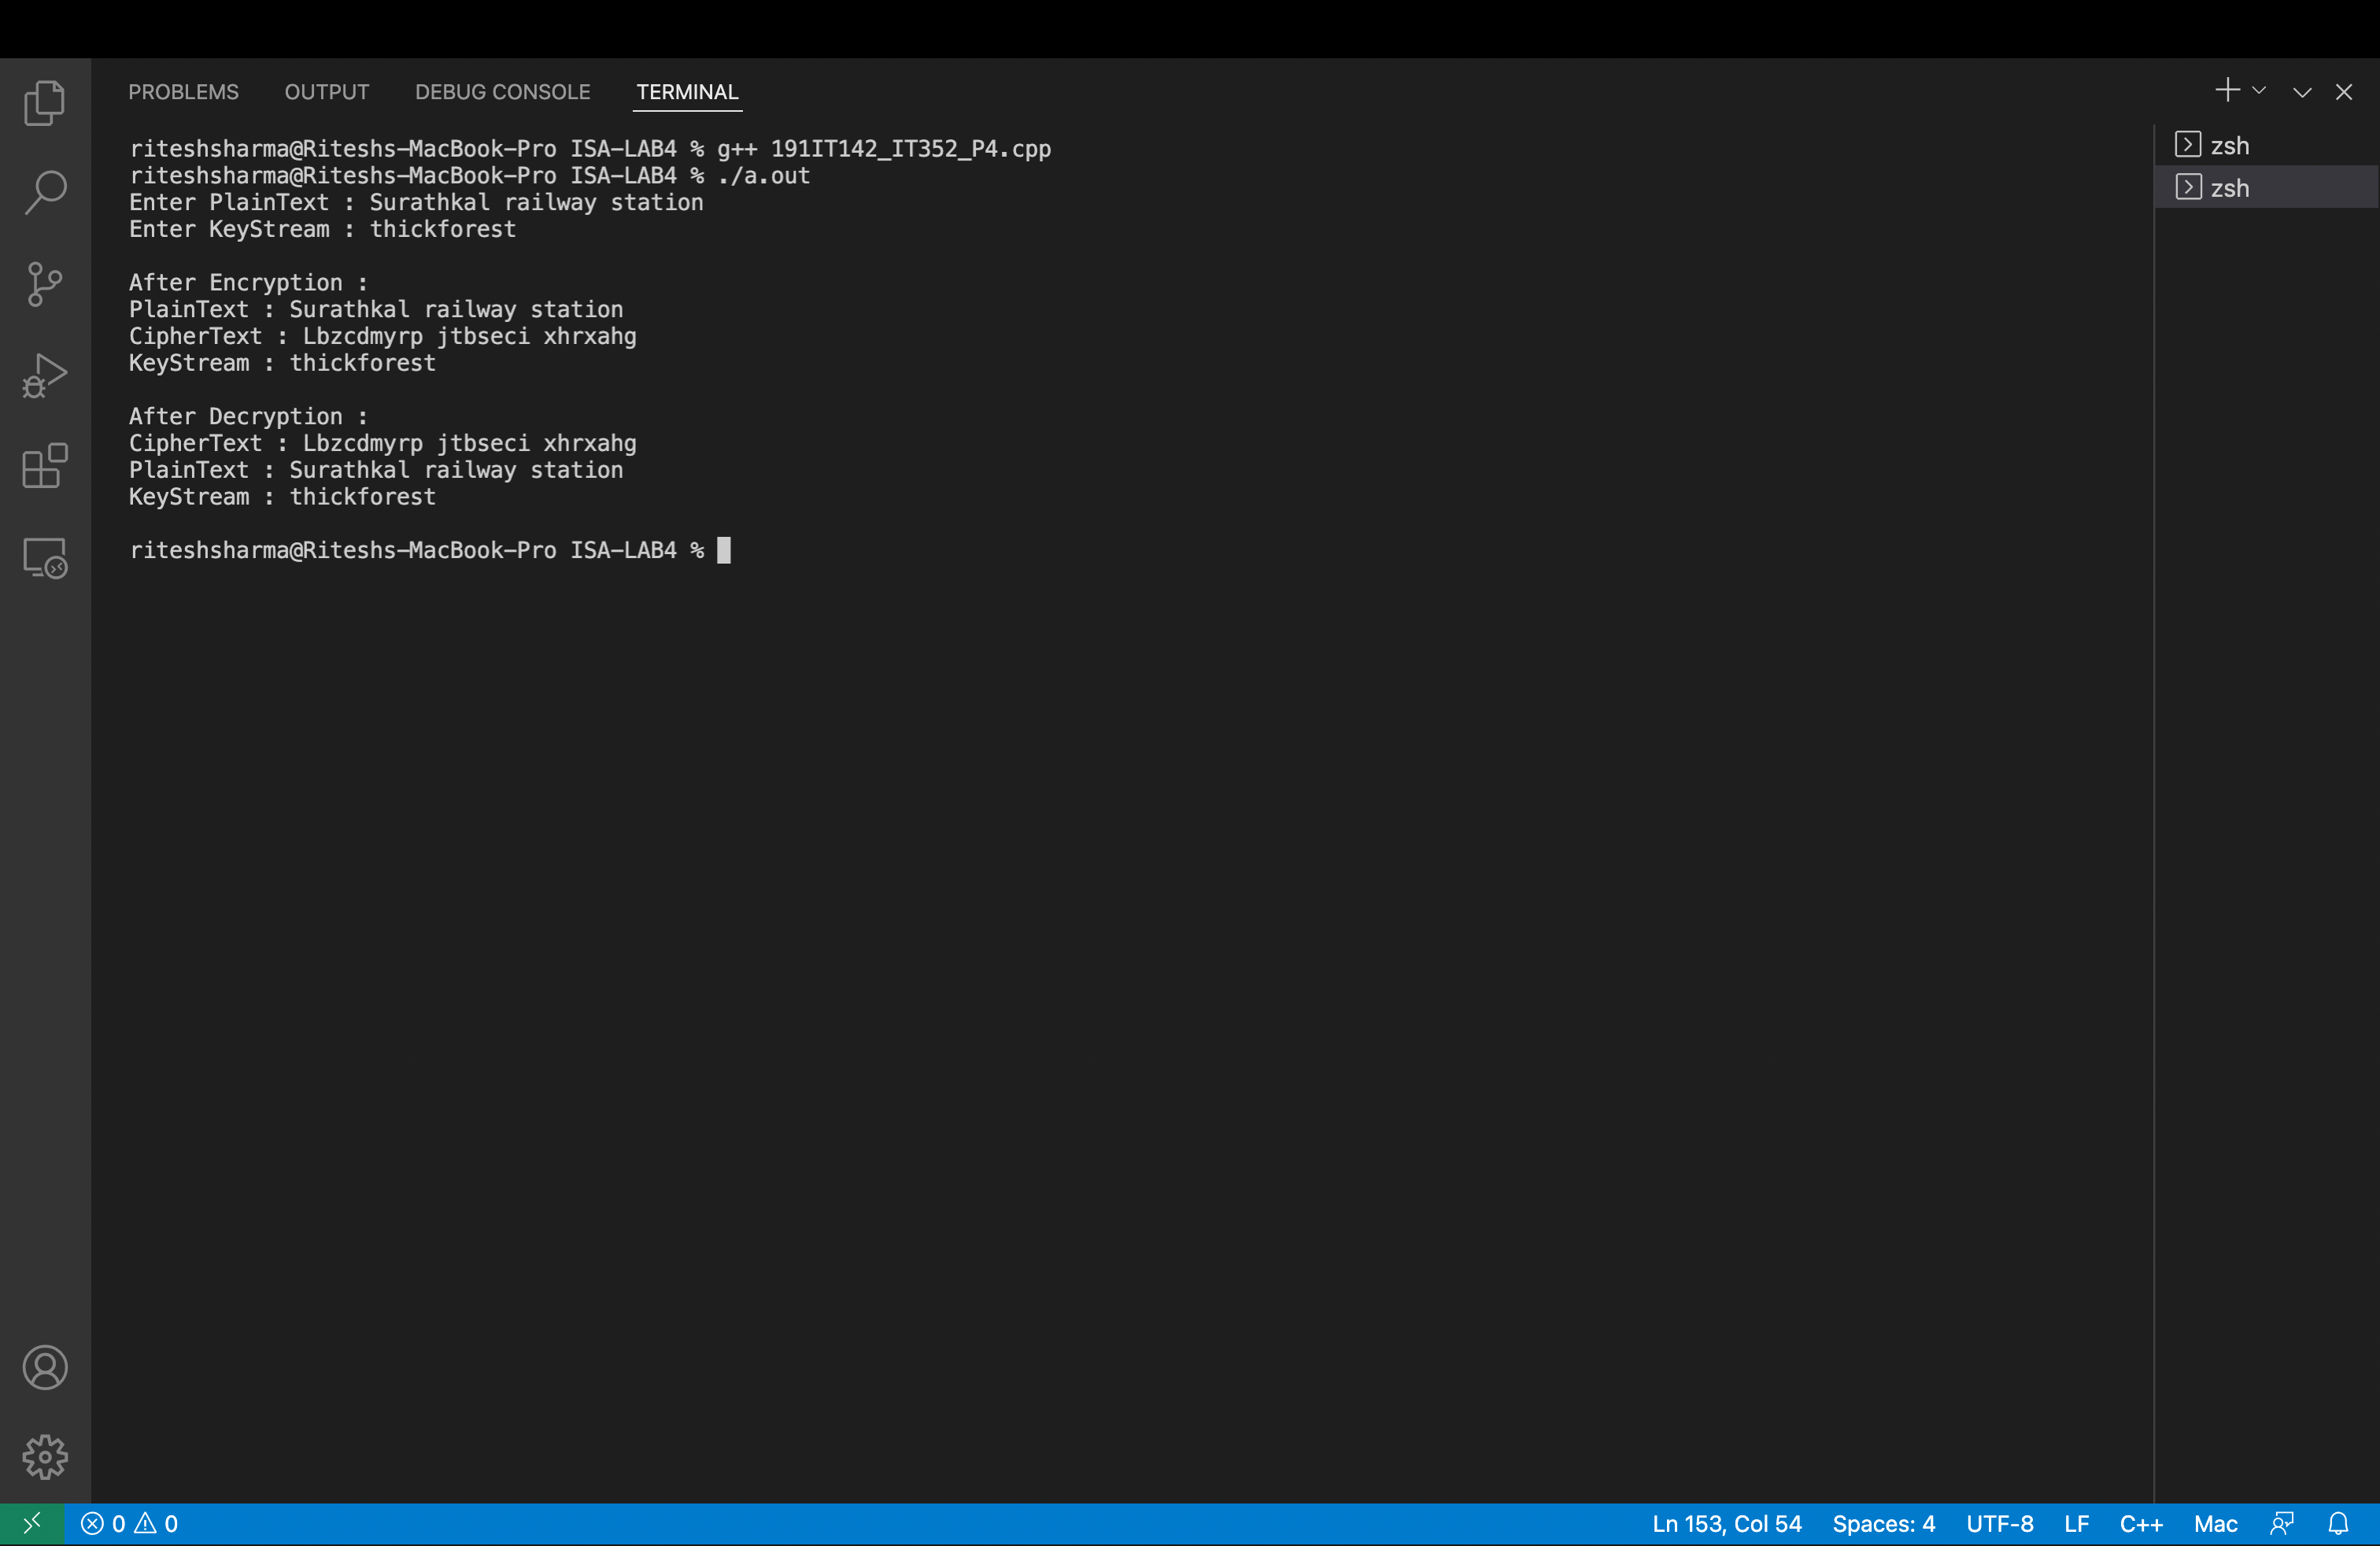 PROBLEMS OUTPUT DEBUG CONSOLE TERMINAL
riteshsharma@Riteshs-MacBook-Pro ISA-LAB4 % g++ 191IT142_IT352_P4.cpp
riteshsharma@Riteshs-MacBook-Pro ISA-LAB4 % ./a.out
Enter PlainText : Surathkal railway station
Enter KeyStream : thickforest
After Encryption :
PlainText : Surathkal railway station
CipherText : Lbzcdmyrp jtbseci xhrxahg
KeyStream : thickforest
After Decryption :
CipherText : Lbzcdmyrp jtbseci xhrxahg
PlainText : Surathkal railway station
KeyStream : thickforest
riteshsharma@Riteshs-MacBook-Pro ISA-LAB4 %
zsh
zsh
0 0 Ln 153, Col 54 Spaces: 4 UTF-8 LF C++ Mac